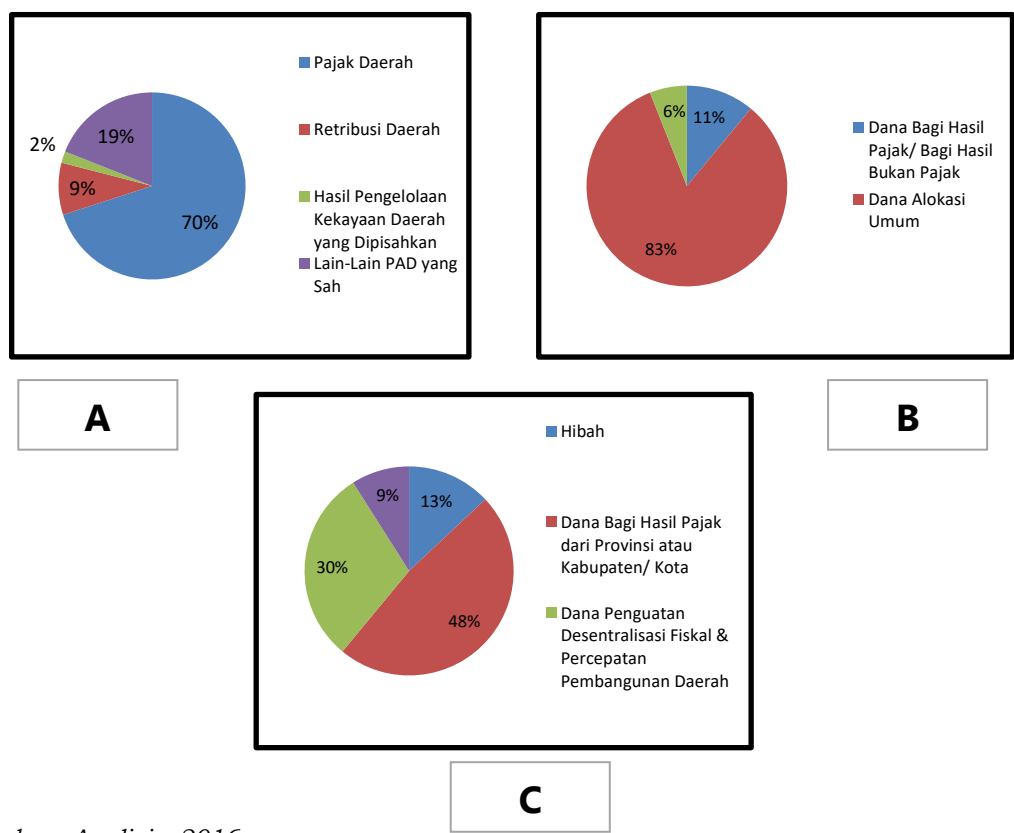 Pajak Daerah
Retribusi Daerah
Hasil Pengelolaan
Kekayaan Daerah
yang Dipisahkan
Lain-Lain PAD yang
Sah
19%
2%
9%
70%
A
6%
11%
83%
Dana Bagi Hasil
Pajak/ Bagi Hasil
Bukan Pajak
Dana Alokasi
Umum
B
Hibah
Dana Bagi Hasil Pajak
dari Provinsi atau
Kabupaten/ Kota
Dana Penguatan
Desentralisasi Fiskal &
Percepatan
Pembangunan Daerah
9%
13%
30%
48%
C